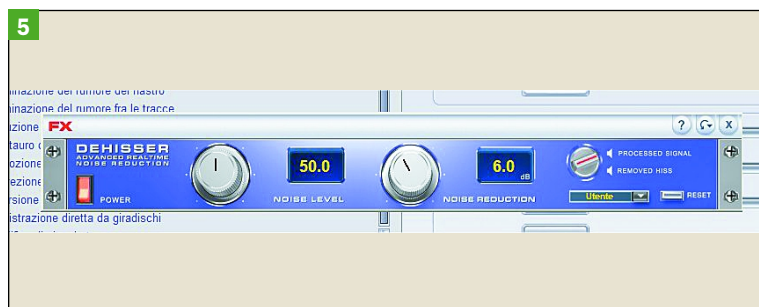 5
minazione del rumore fra le tracce
FX
?
x
DEHISSER
ADVANCED REALTIME
NOISE REDUCTION
POWER
50.0
NOISE LEVEL
6.0
dB
NOISE REDUCTION
PROCESSED SIGNAL
REMOVED HISS
Utente
RESET
istrazione diretta da giradischi